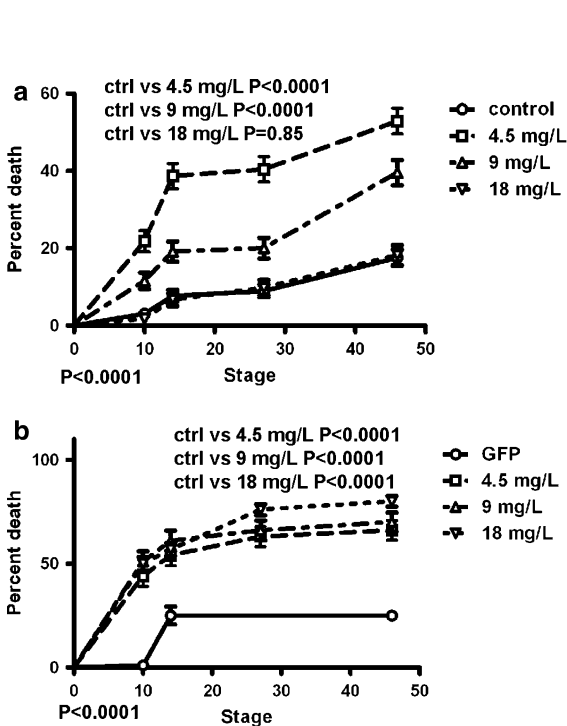 a
ctrl vs 4.5 mg/L P<0.0001
ctrl vs 9 mg/L P<0.0001
ctrl vs 18 mg/L P=0.85
control
4.5 mg/L
9 mg/L
18 mg/L
Percent death
60
40
20
0
0 10 20 30 40 50
P<0.0001 Stage
b
ctrl vs 4.5 mg/L P<0.0001
ctrl vs 9 mg/L P<0.0001
ctrl vs 18 mg/L P<0.0001
GFP
4.5 mg/L
9 mg/L
18 mg/L
Percent death
100
50
0
0 10 20 30 40 50
P<0.0001 Stage